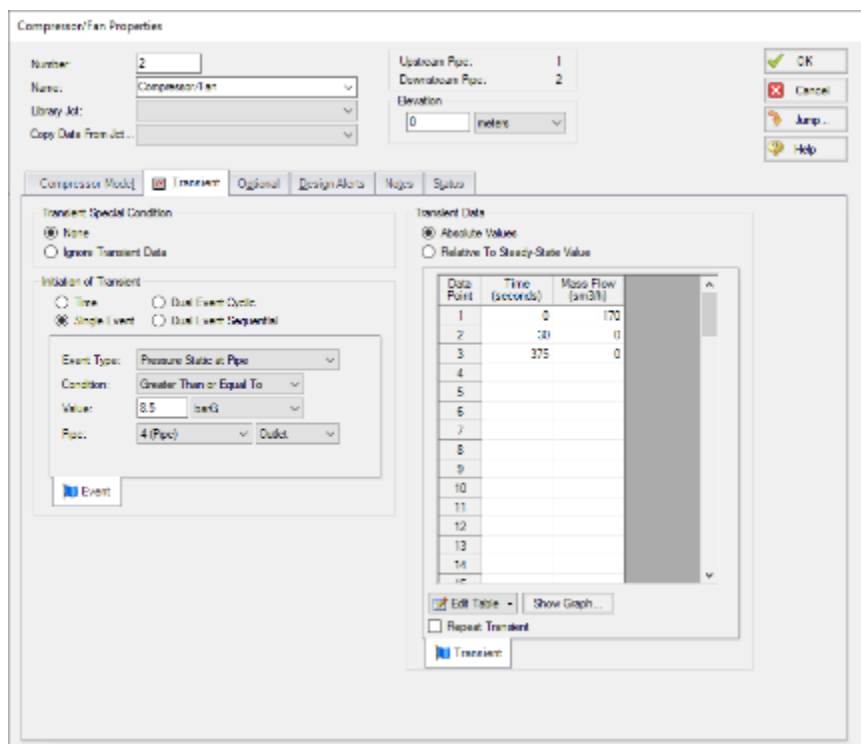 Compressor/Fan Properties
Number: 2
Name: Compressor/Fan
Library Jct:
Copy Data From Jct...
Upstream Pipe: 1
Downstream Pipe: 2
Elevation
0 meters
OK
Cancel
Jump...
Help
Compressor Model Transient Optional Design Alerts Notes Status
Transient Special Condition
None
Ignore Transient Data
Initiation of Transient
Time Dual Event Cyclic
Single Event Dual Event Sequential
Event Type: Pressure Static at Pipe
Condition: Greater Than or Equal To
Value: 8.5 barG
Pipe: 4 (Pipe) Outlet
Event
Transient Data
Absolute Values
Relative To Steady-State Value
Data Point Time (seconds) Mass Flow (sm3/h)
1 0 170
2 30 0
3 375 0
4
5
6
7
8
9
10
11
12
13
14
15
Edit Table Show Graph...
Repeat Transient
Transient